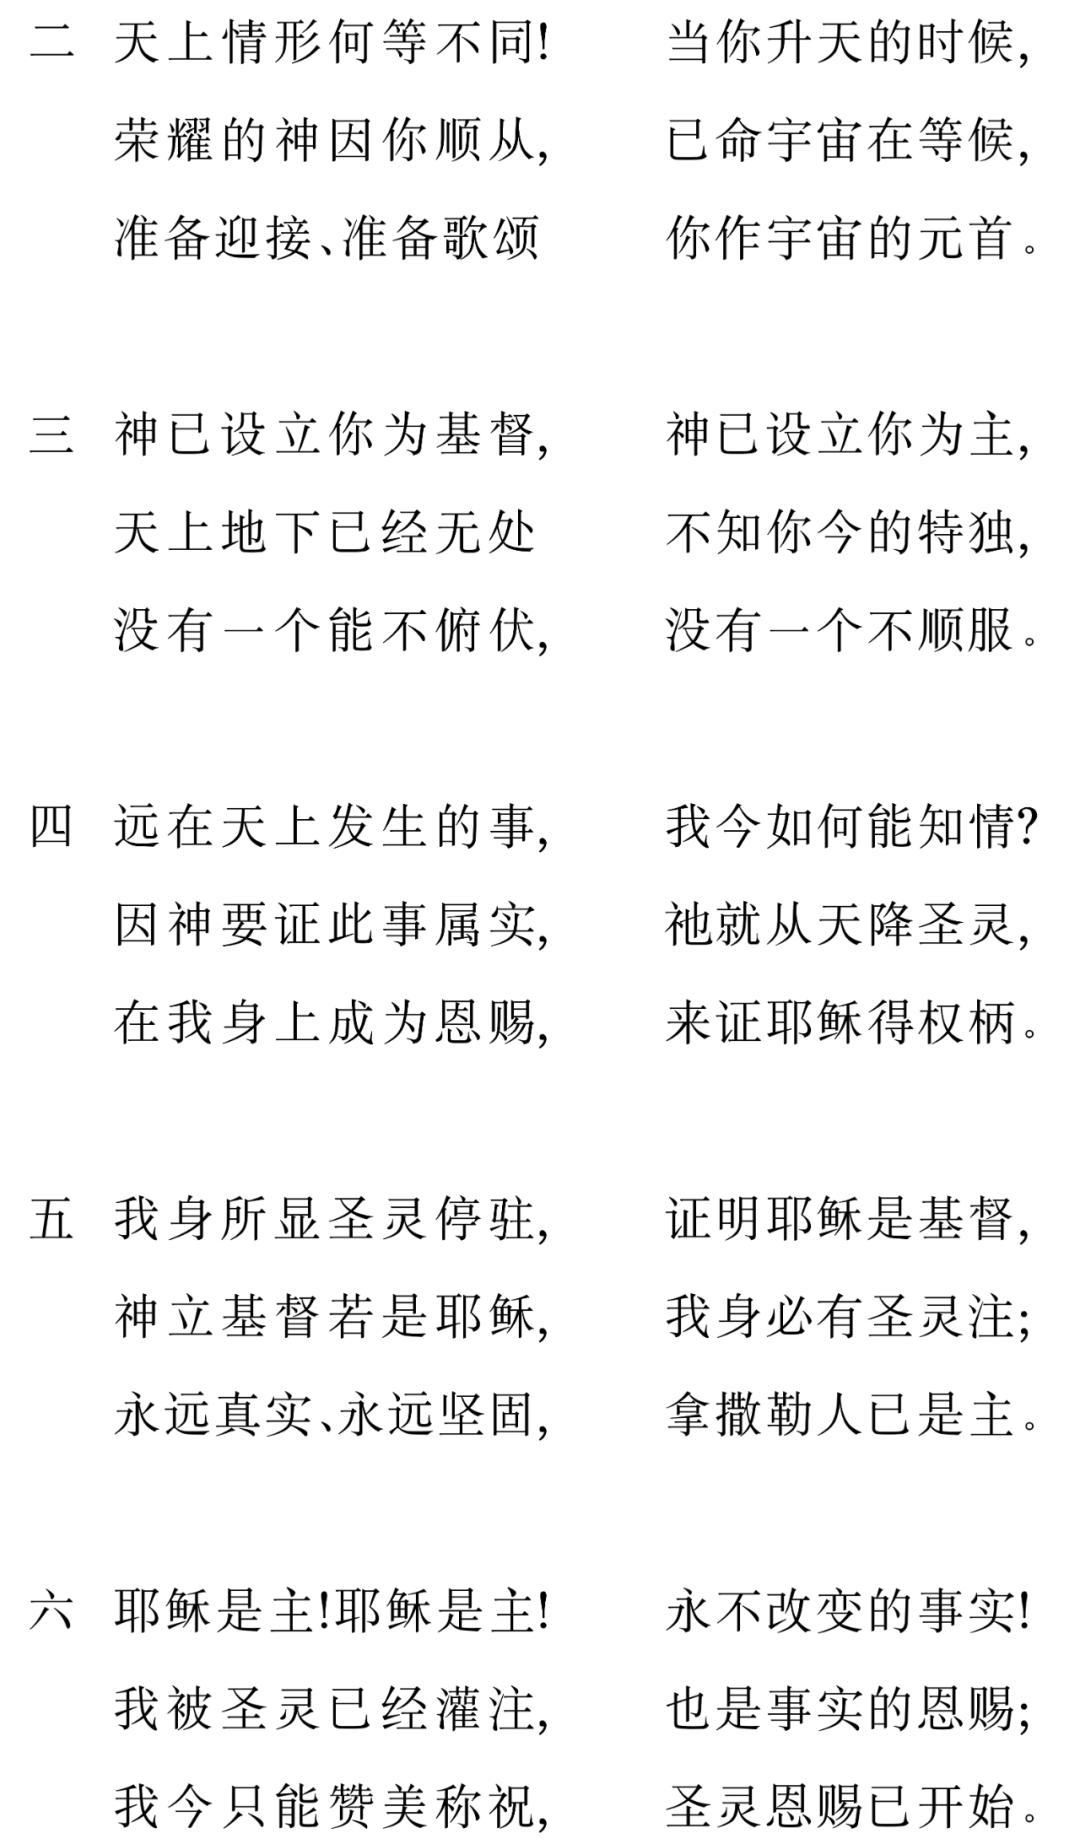 二 天上情形何等不同! 当你升天的时候,
荣耀的神因你顺从, 已命宇宙在等候,
准备迎接、准备歌颂 你作宇宙的元首。
三 神已设立你为基督, 神已设立你为主,
天上地下已经无处 不知你今的特独,
没有一个能不俯伏, 没有一个不顺服。
四 远在天上发生的事, 我今如何能知情?
因神要证此事属实, 祂就从天降圣灵,
在我身上成为恩赐, 来证耶稣得权柄。
五 我身所显圣灵停驻, 证明耶稣是基督,
神立基督若是耶稣, 我身必有圣灵注;
永远真实、永远坚固, 拿撒勒人已是主。
六 耶稣是主!耶稣是主! 永不改变的事实!
我被圣灵已经灌注, 也是事实的恩赐;
我今只能赞美称祝, 圣灵恩赐已开始。